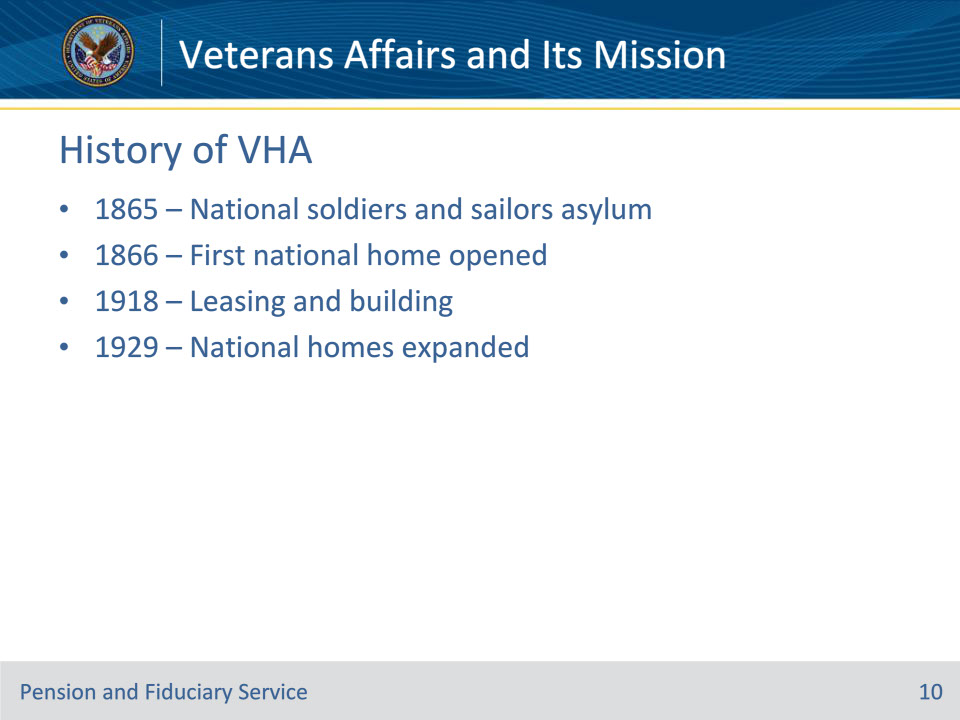 Veterans Affairs and Its Mission
History of VHA
• 1865 – National soldiers and sailors asylum
• 1866 – First national home opened
• 1918 – Leasing and building
• 1929 – National homes expanded
Pension and Fiduciary Service
10